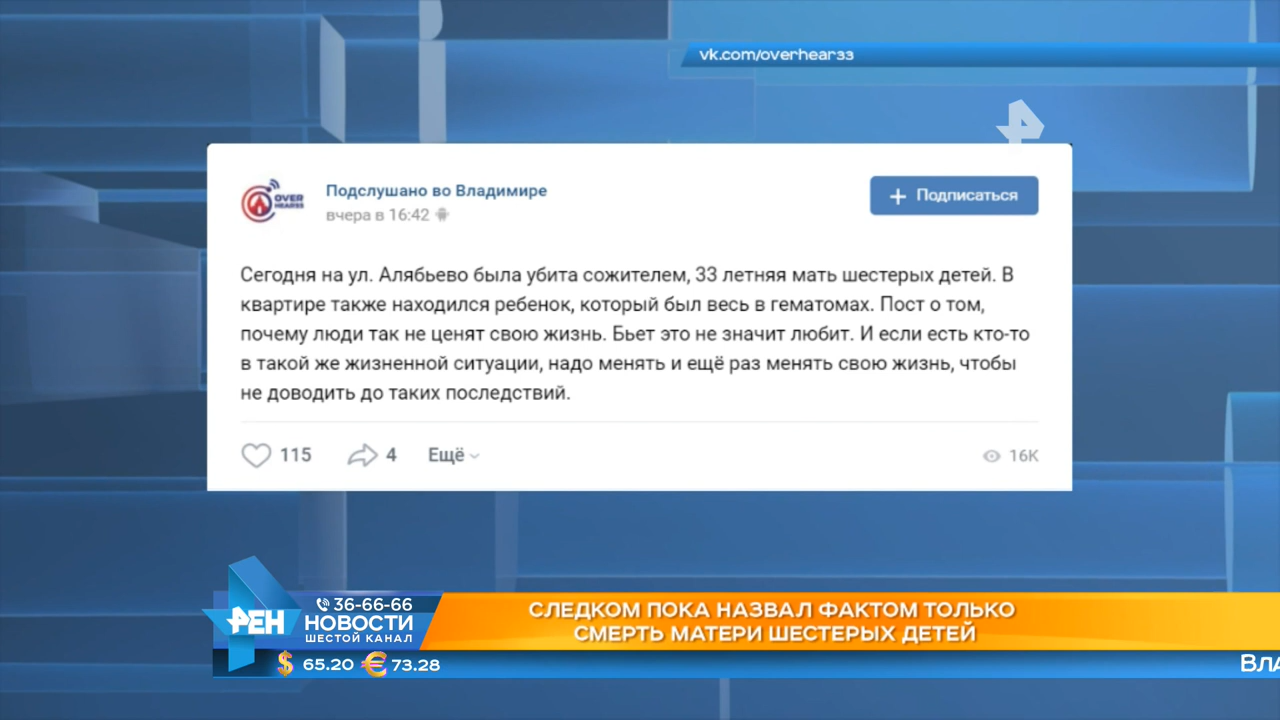 vk.com/overhear33
Подслушано во Владимире
вчера в 16:42
OVER
HEAR33
+ Подписаться
Сегодня на ул. Алябьево была убита сожителем, 33 летняя мать шестерых детей. В
квартире также находился ребенок, который был весь в гематомах. Пост о том,
почему люди так не ценят свою жизнь. Бьет это не значит любит. И если есть кто-то
в такой же жизненной ситуации, надо менять и ещё раз менять свою жизнь, чтобы
не доводить до таких последствий.
115 4 Ещё 16K
36-66-66
РЕН НОВОСТИ
ШЕСТОЙ КАНАЛ
СЛЕДКОМ ПОКА НАЗВАЛ ФАКТОМ ТОЛЬКО
СМЕРТЬ МАТЕРИ ШЕСТЕРЫХ ДЕТЕЙ
$ 65.20 € 73.28
ВЛА